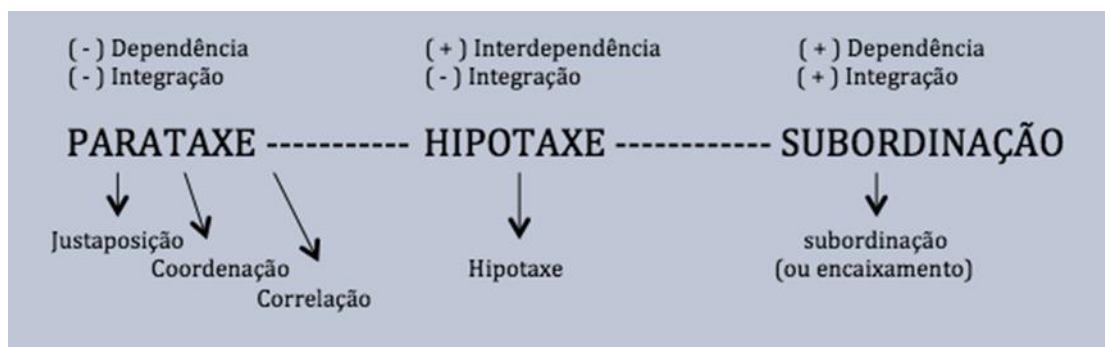 ( - ) Dependência
( - ) Integração
( + ) Interdependência
( - ) Integração
( + ) Dependência
( + ) Integração
PARATAXE ----------- HIPOTAXE ------------ SUBORDINAÇÃO
Justaposição
Coordenação
Correlação
Hipotaxe
subordinação
(ou encaixamento)